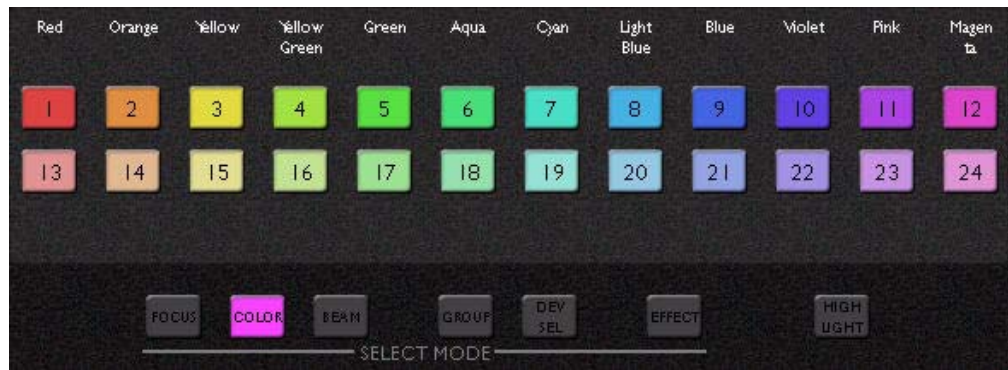 Red Orange Yellow Yellow Green Green Aqua Cyan Light Blue Blue Violet Pink Magen ta
1 2 3 4 5 6 7 8 9 10 11 12
13 14 15 16 17 18 19 20 21 22 23 24
FOCUS COLOR BEAM GROUP DEV SEL EFFECT HIGH LIGHT
SELECT MODE